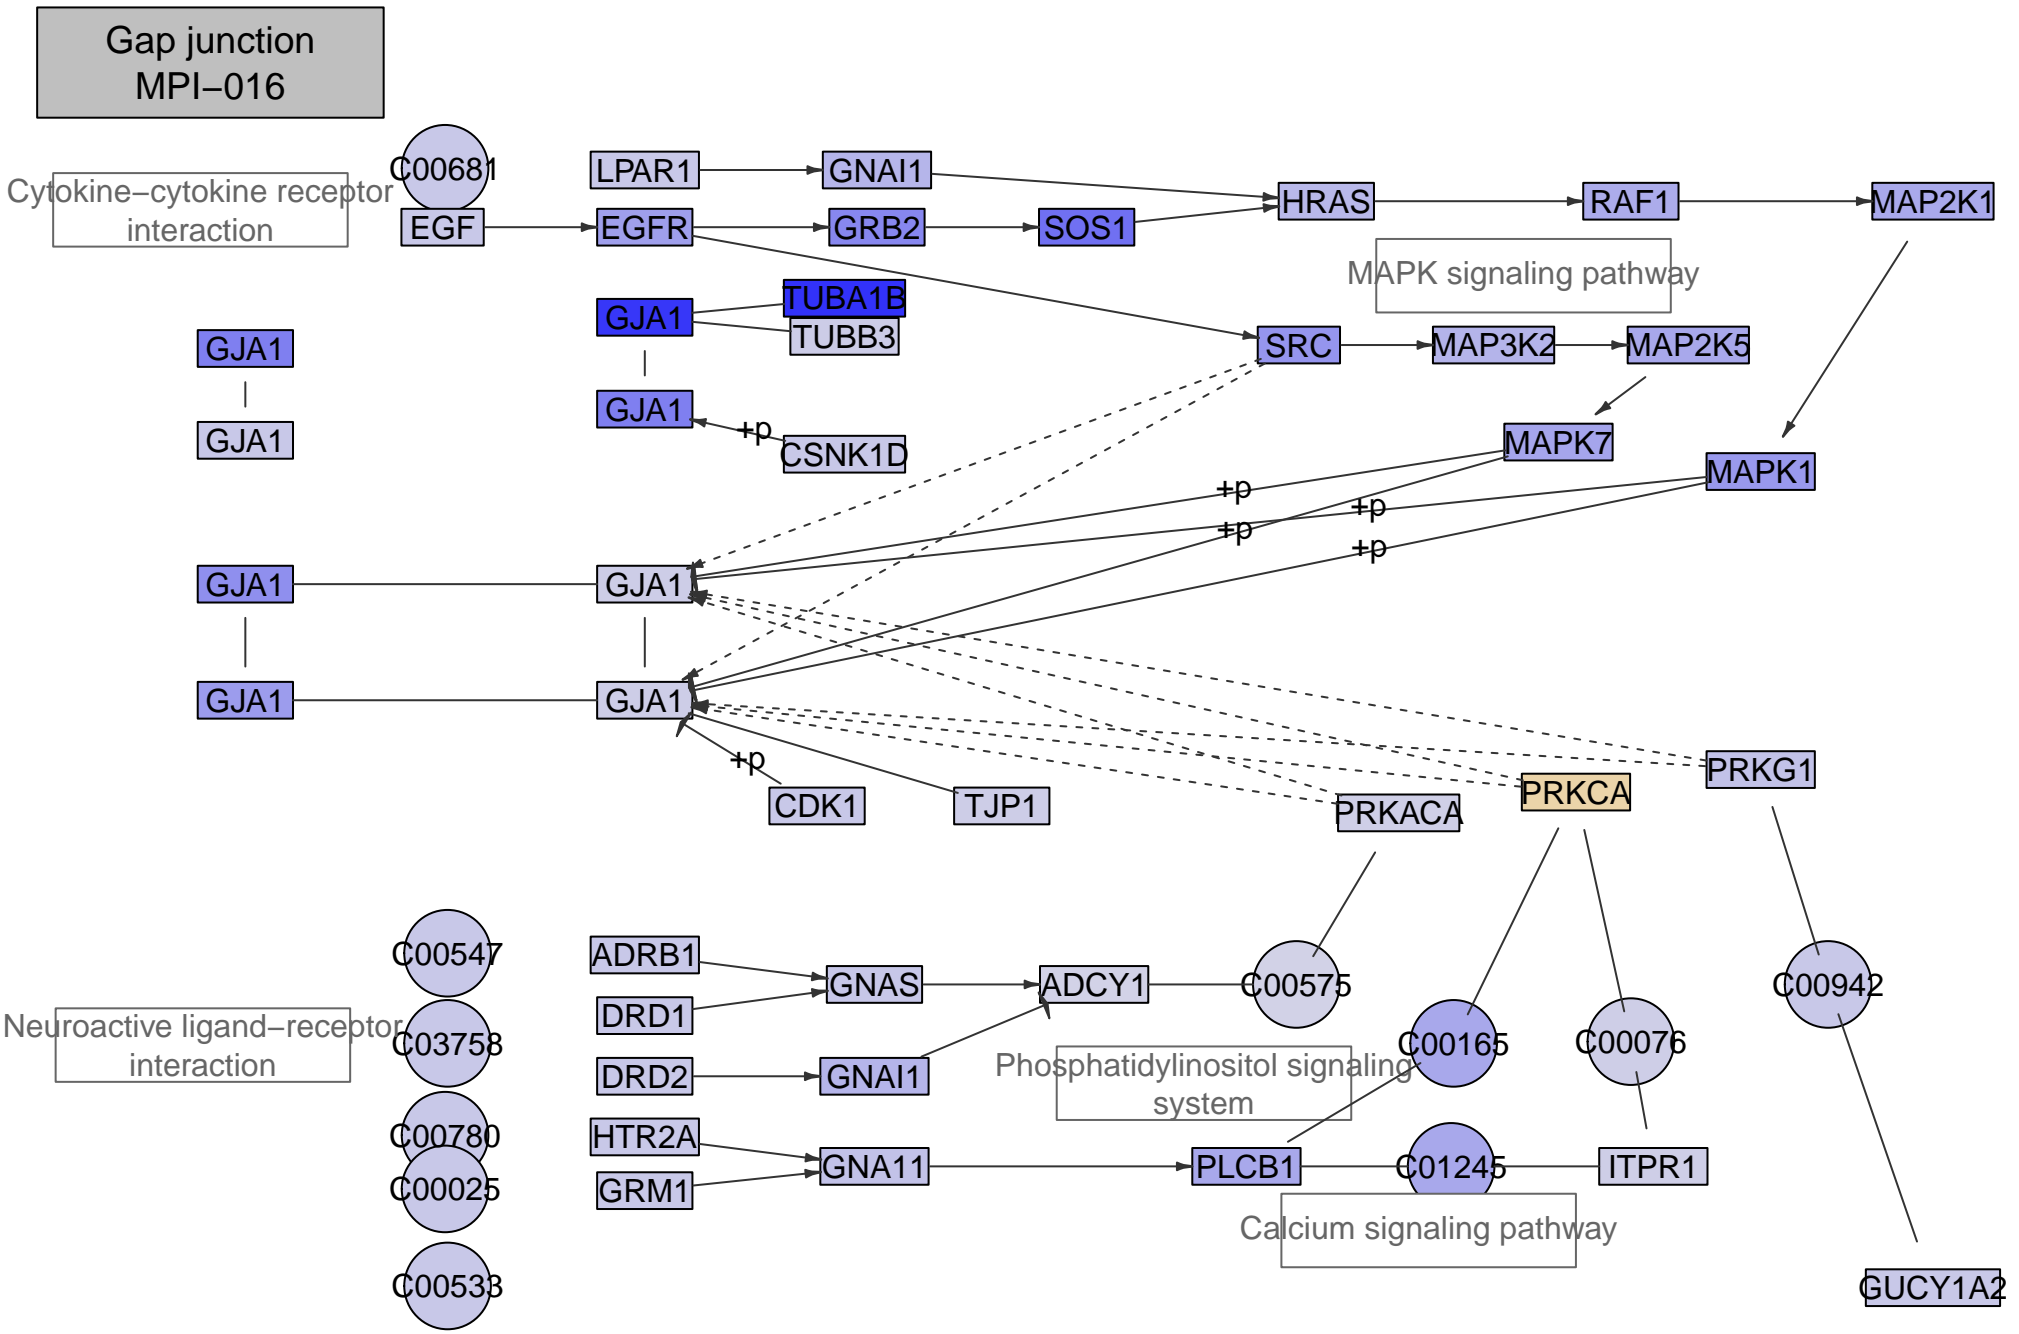 Gap junction
MPI−016
C00681
LPAR1
GNAI1
Cytokine−cytokine receptor
interaction
EGF
EGFR
GRB2
SOS1
HRAS
RAF1
MAP2K1
MAPK signaling pathway
GJA1
TUBA1B
TUBB3
GJA1
SRC
MAP3K2
MAP2K5
GJA1
+p
CSNK1D
GJA1
MAPK7
MAPK1
+p
+p
+p
+p
GJA1
GJA1
GJA1
GJA1
+p
CDK1
TJP1
PRKACA
PRKCA
PRKG1
C00547
ADRB1
GNAS
ADCY1
C00575
C00942
DRD1
Neuroactive ligand−receptor
interaction
C03758
C00165
C00076
DRD2
GNAI1
Phosphatidylinositol signaling
system
C00780
HTR2A
GNA11
PLCB1
C01245
ITPR1
C00025
GRM1
Calcium signaling pathway
C00533
GUCY1A2